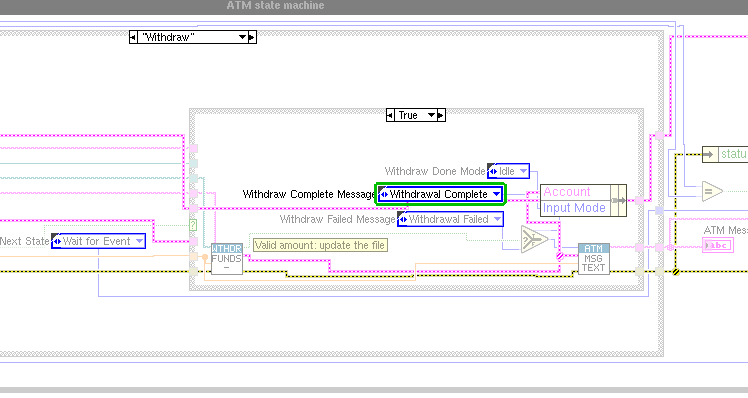 ATM state machine
"Withdraw"
True
Withdraw Done Mode Idle
Withdraw Complete Message Withdrawal Complete
Account
Input Mode
Withdraw Failed Message Withdrawal Failed
Next State Wait for Event
Valid amount: update the file
WTHDR
FUNDS
ATM
MSG
TEXT
statu
=
?
T
F
ATM Mess
abc